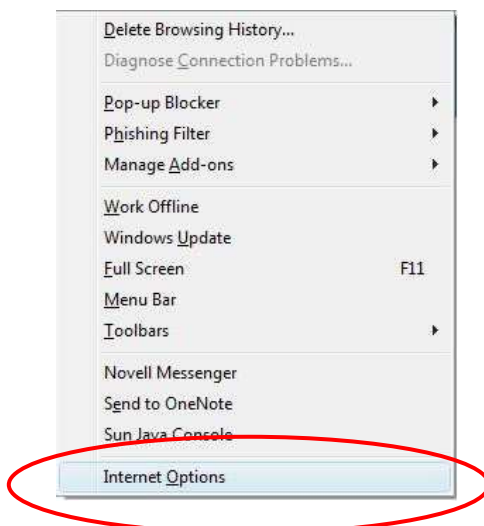 Delete Browsing History...
Diagnose Connection Problems...
Pop-up Blocker
Phishing Filter
Manage Add-ons
Work Offline
Windows Update
Full Screen F11
Menu Bar
Toolbars
Novell Messenger
Send to OneNote
Sun Java Console
Internet Options